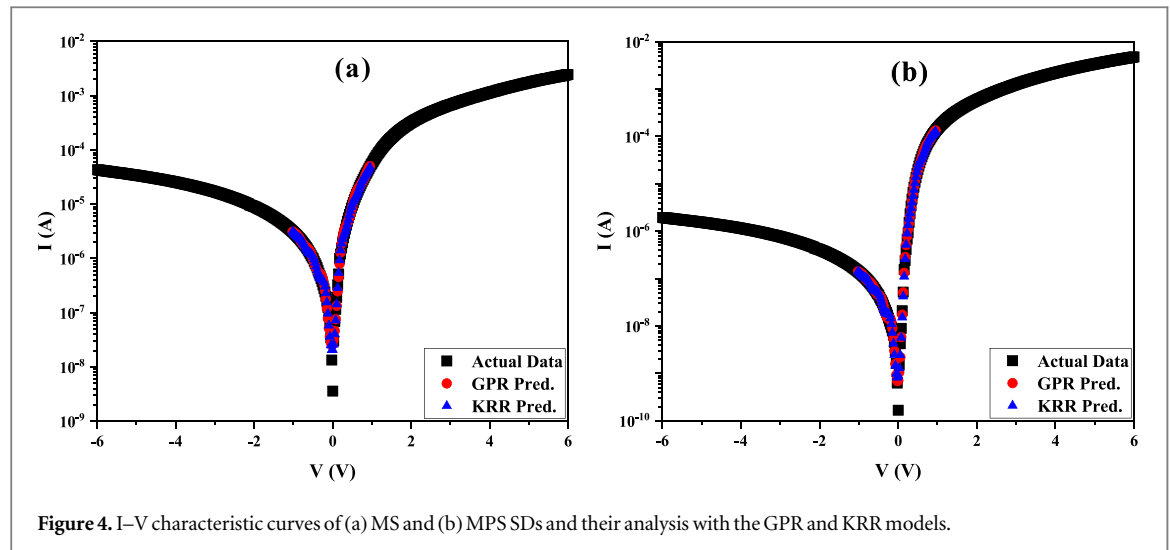 (a)
10⁻²
10⁻³
10⁻⁴
10⁻⁵
10⁻⁶
10⁻⁷
10⁻⁸
10⁻⁹
I (A)
Actual Data
GPR Pred.
KRR Pred.
-6 -4 -2 0 2 4 6
V (V)
(b)
10⁻²
10⁻⁴
10⁻⁶
10⁻⁸
10⁻¹⁰
I (A)
Actual Data
GPR Pred.
KRR Pred.
-6 -4 -2 0 2 4 6
V (V)
Figure 4. I–V characteristic curves of (a) MS and (b) MPS SDs and their analysis with the GPR and KRR models.